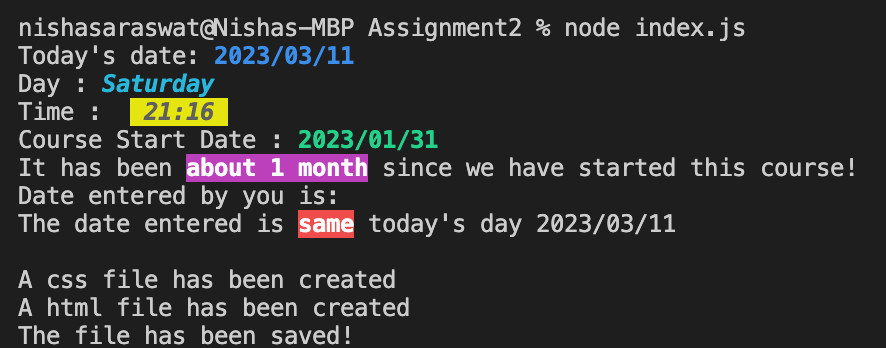 nishasaraswat@Nishas-MBP Assignment2 % node index.js
Today's date: 2023/03/11
Day : Saturday
Time :  21:16
Course Start Date : 2023/01/31
It has been about 1 month since we have started this course!
Date entered by you is:
The date entered is same today's day 2023/03/11
A css file has been created
A html file has been created
The file has been saved!